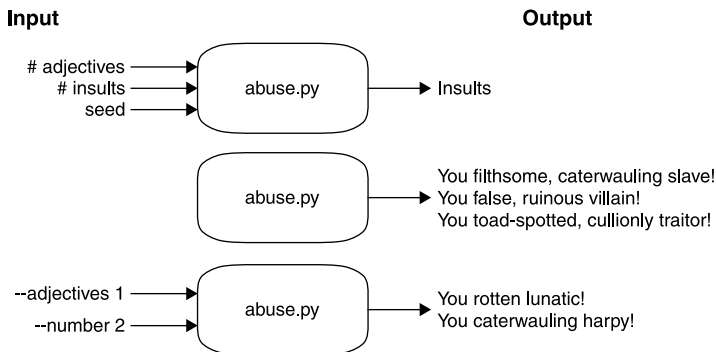 Input
Output
# adjectives
# insults
seed
abuse.py
Insults
abuse.py
You filthsome, caterwauling slave!
You false, ruinous villain!
You toad-spotted, cullionly traitor!
--adjectives 1
--number 2
abuse.py
You rotten lunatic!
You caterwauling harpy!